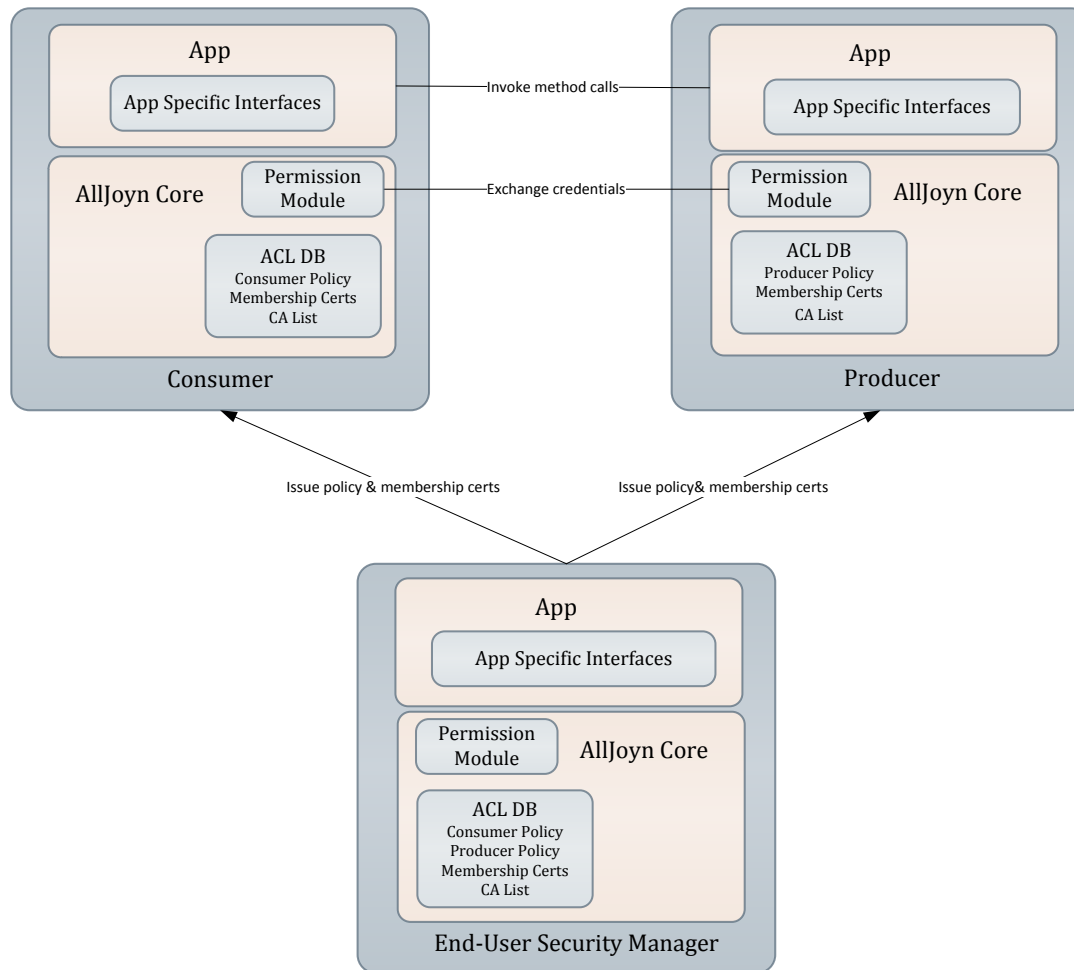 App
App Specific Interfaces
AllJoyn Core
Permission
Module
ACL DB
Consumer Policy
Membership Certs
CA List
Consumer
Invoke method calls
Exchange credentials
App
App Specific Interfaces
Permission
Module
AllJoyn Core
ACL DB
Producer Policy
Membership Certs
CA List
Producer
Issue policy & membership certs
Issue policy& membership certs
App
App Specific Interfaces
Permission
Module
AllJoyn Core
ACL DB
Consumer Policy
Producer Policy
Membership Certs
CA List
End-User Security Manager